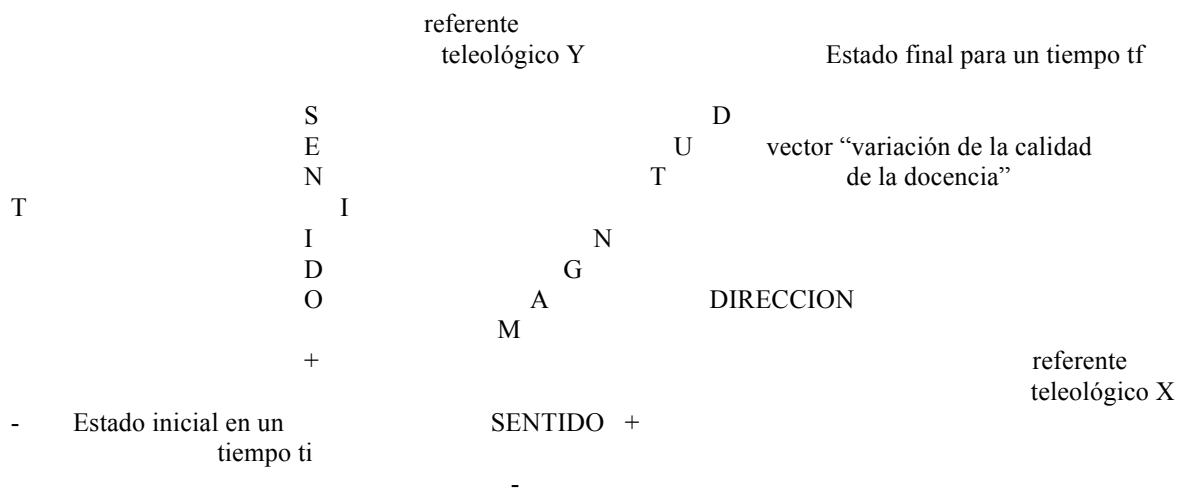 referente
teleológico Y Estado final para un tiempo tf
S D
E U vector “variación de la calidad
N T de la docencia”
T I
I N
D G
O A DIRECCION
M
+ referente
teleológico X
- Estado inicial en un SENTIDO +
tiempo ti
-